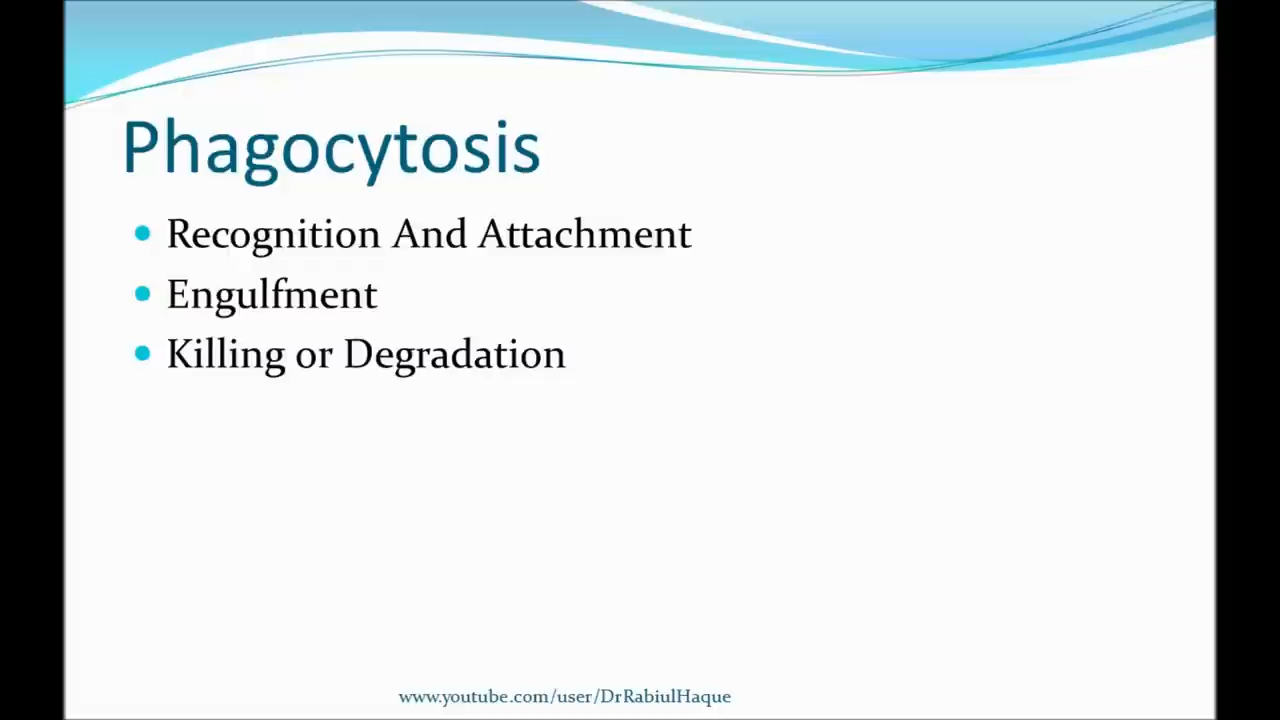 Phagocytosis
Recognition And Attachment
Engulfment
Killing or Degradation
www.youtube.com/user/DrRabiulHaque